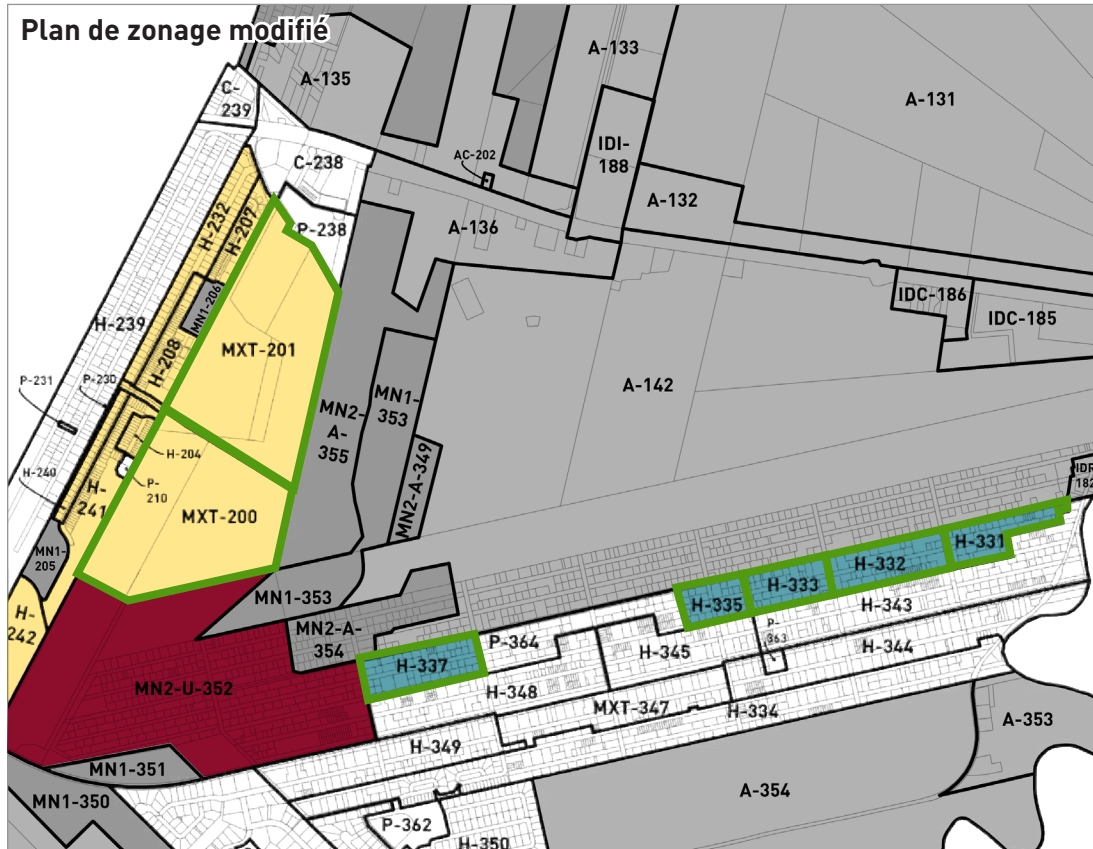 Plan de zonage modifié
A-133
A-135
C-
239
A-131
IDI-
188
AC-202
C-238
A-132
H-232
H-207
P-238
A-136
MN1-206
IDC-186
IDC-185
H-239
MXT-201
H-208
A-142
P-231
P-230
MN1-
353
MN2-
A-
355
H-204
MN2-A-349
H-240
H-
241
P-
210
IDR
182
MXT-200
MN1-
205
H-331
H-332
H-333
MN1-353
H-335
H-343
H-
242
MN2-A-
354
P-364
P-
363
H-345
H-344
H-337
MN2-U-352
H-348
MXT-347
H-334
A-353
H-349
MN1-351
A-354
MN1-350
P-362
H-350